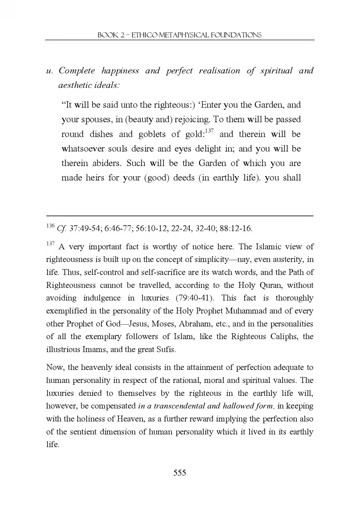 BOOK 2 – ETHICO-METAPHYSICAL FOUNDATIONS
u. Complete happiness and perfect realisation of spiritual and
aesthetic ideals:
“It will be said unto the righteous:) ‘Enter you the Garden, and
your spouses, in (beauty and) rejoicing. To them will be passed
round dishes and goblets of gold:137 and therein will be
whatsoever souls desire and eyes delight in; and you will be
therein abiders. Such will be the Garden of which you are
made heirs for your (good) deeds (in earthly life). you shall
136 Cf. 37:49-54; 6:46-77; 56:10-12, 22-24, 32-40; 88:12-16.
137 A very important fact is worthy of notice here. The Islamic view of
righteousness is built up on the concept of simplicity—nay, even austerity, in
life. Thus, self-control and self-sacrifice are its watch words, and the Path of
Righteousness cannot be travelled, according to the Holy Quran, without
avoiding indulgence in luxuries (79:40-41). This fact is thoroughly
exemplified in the personality of the Holy Prophet Muhammad and of every
other Prophet of God—Jesus, Moses, Abraham, etc., and in the personalities
of all the exemplary followers of Islam, like the Righteous Caliphs, the
illustrious Imams, and the great Sufis.
Now, the heavenly ideal consists in the attainment of perfection adequate to
human personality in respect of the rational, moral and spiritual values. The
luxuries denied to themselves by the righteous in the earthly life will,
however, be compensated in a transcendental and hallowed form, in keeping
with the holiness of Heaven, as a further reward implying the perfection also
of the sentient dimension of human personality which it lived in its earthly
life.
555